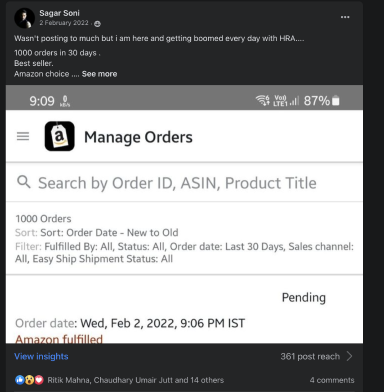 Sagar Soni
2 February 2022 ·
Wasn't posting to much but i am here and getting boomed every day with HRA....
1000 orders in 30 days .
Best seller.
Amazon choice .... See more
9:09 0 KB/s Vo) LTE1 87%
a Manage Orders
Search by Order ID, ASIN, Product Title
1000 Orders
Sort: Sort: Order Date - New to Old
Filter: Fulfilled By: All, Status: All, Order date: Last 30 Days, Sales channel:
All, Easy Ship Shipment Status: All
Pending
Order date: Wed, Feb 2, 2022, 9:06 PM IST
Amazon fulfilled
View insights 361 post reach
Ritik Mahna, Chaudhary Umair Jutt and 14 others 4 comments